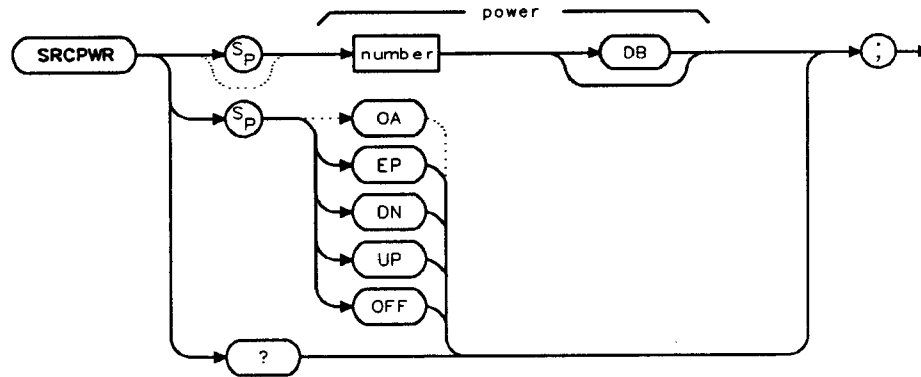 power
SRCPWR SP number DB ;
SP OA
EP
DN
UP
OFF
?